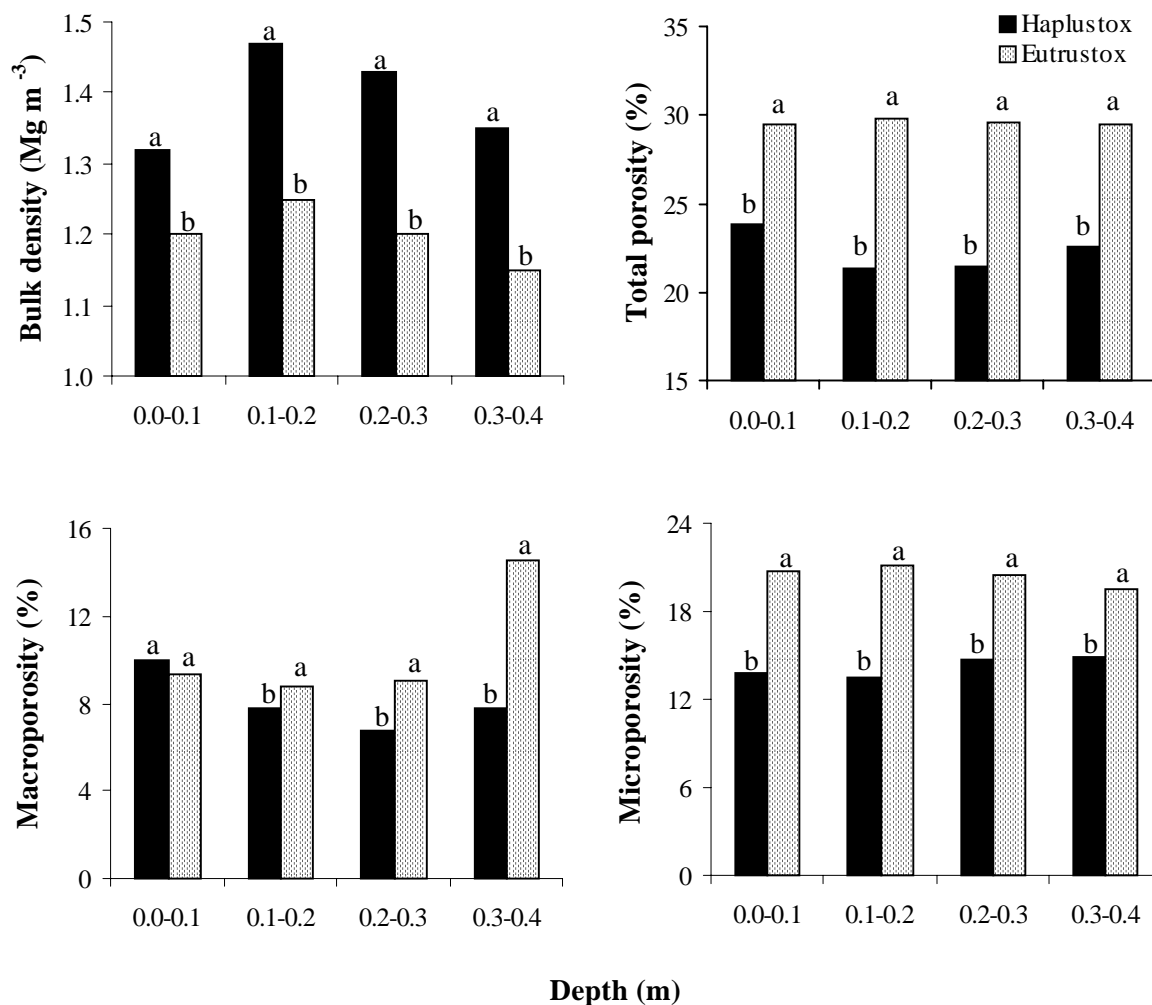 Bulk density (Mg m -3)
1.5
1.4
1.3
1.2
1.1
1.0
a
b
a
b
a
b
a
b
0.0-0.1 0.1-0.2 0.2-0.3 0.3-0.4
Total porosity (%)
35
30
25
20
15
Haplustox
Eutrustox
b
a
b
a
b
a
b
a
0.0-0.1 0.1-0.2 0.2-0.3 0.3-0.4
Macroporosity (%)
16
12
8
4
0
a
a
b
a
b
a
b
a
0.0-0.1 0.1-0.2 0.2-0.3 0.3-0.4
Microporosity (%)
24
18
12
6
0
b
a
b
a
b
a
b
a
0.0-0.1 0.1-0.2 0.2-0.3 0.3-0.4
Depth (m)